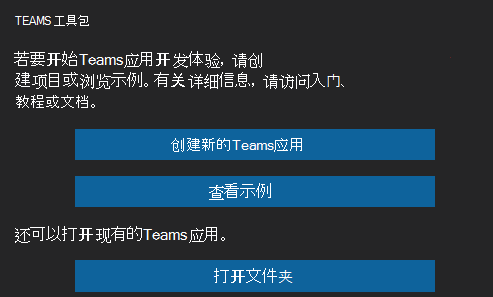 TEAMS 工具包
若要开始Teams应用开发体验，请创
建项目或浏览示例。有关详细信息，请访问入门、
教程或文档。
创建新的Teams应用
查看示例
还可以打开现有的Teams应用。
打开文件夹